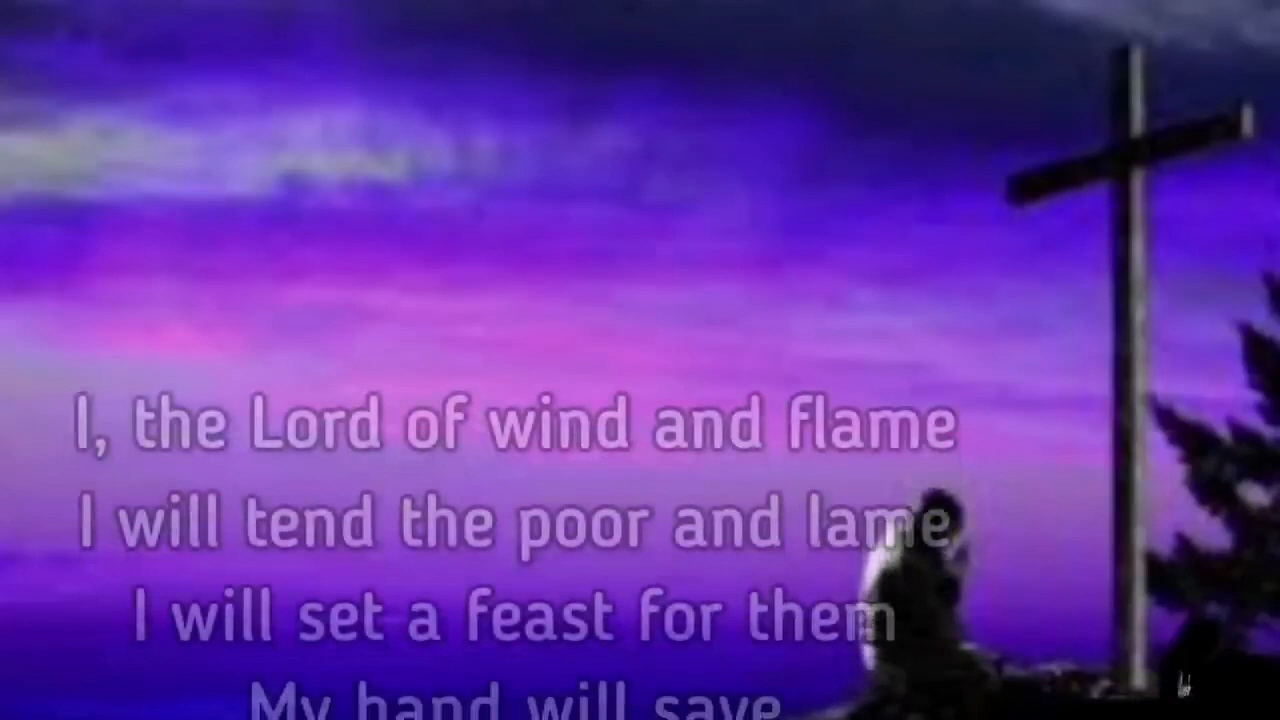 I, the Lord of wind and flame
I will tend the poor and lame
I will set a feast for them
My hand will save